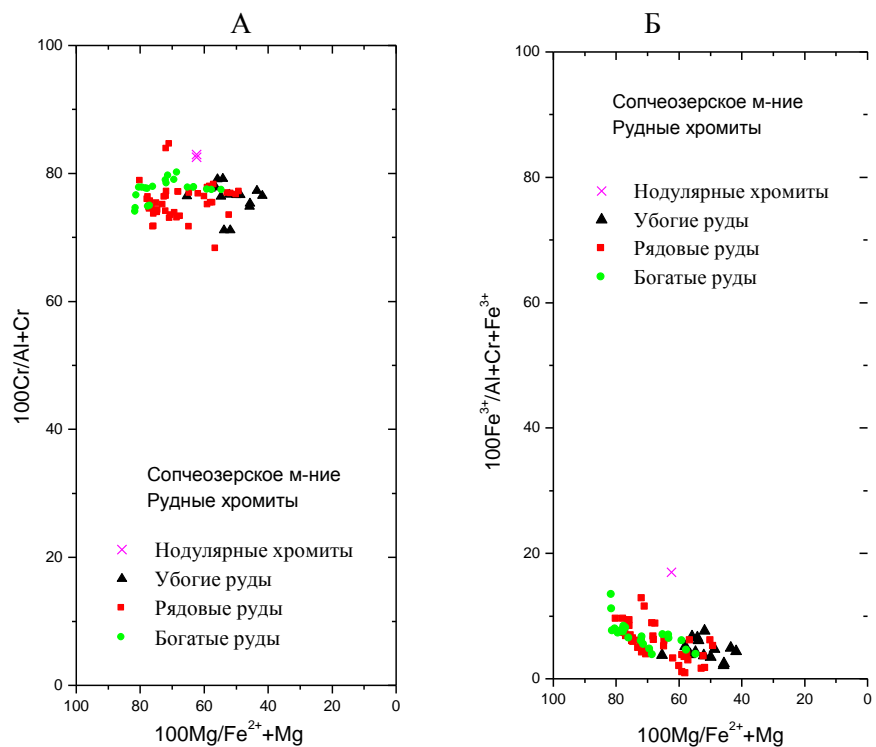 А
100
80
60
40
20
0
100Cr/Al+Cr
Сопчеозерское м-ние
Рудные хромиты
Нодулярные хромиты
Убогие руды
Рядовые руды
Богатые руды
100 80 60 40 20 0
100Mg/Fe²⁺+Mg
Б
100
80
60
40
20
0
100Fe³⁺/Al+Cr+Fe³⁺
Сопчеозерское м-ние
Рудные хромиты
Нодулярные хромиты
Убогие руды
Рядовые руды
Богатые руды
100 80 60 40 20 0
100Mg/Fe²⁺+Mg